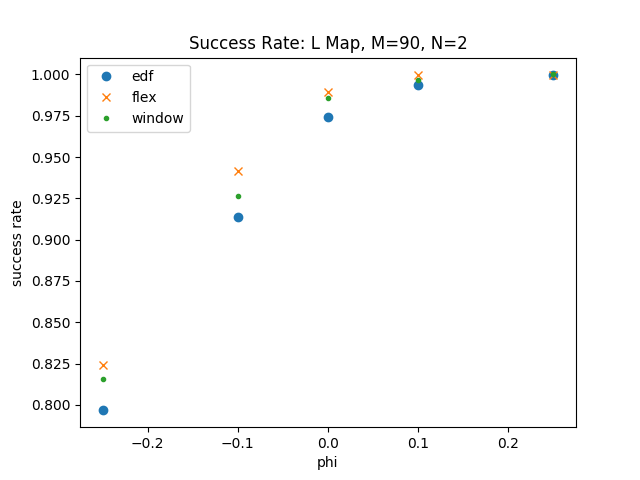 Success Rate: L Map, M=90, N=2
edf
flex
window
success rate
1.000
0.975
0.950
0.925
0.900
0.875
0.850
0.825
0.800
−0.2
−0.1
0.0
0.1
0.2
phi